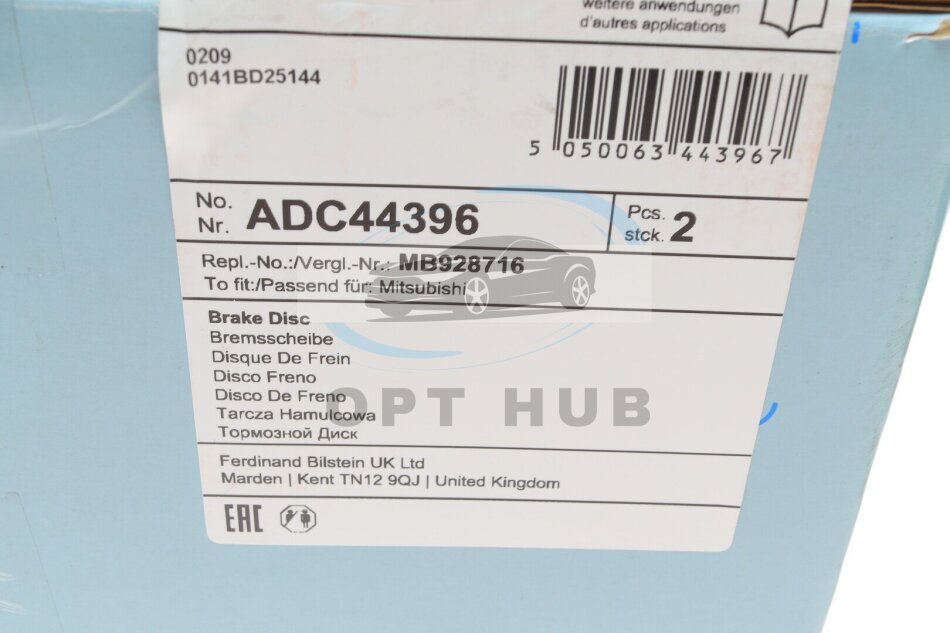 weitere anwendungen
d'autres applications
0209
0141BD25144
5 050063 443967
No.
Nr. ADC44396
Pcs.
stck. 2
Repl.-No.:/Vergl.-Nr.: MB928716
To fit:/Passend für: Mitsubishi
Brake Disc
Bremsscheibe
Disque De Frein
Disco Freno
Disco De Freno
Tarcza Hamulcowa
Тормозной Диск
OPT HUB
Ferdinand Bilstein UK Ltd
Marden | Kent TN12 9QJ | United Kingdom
EAC